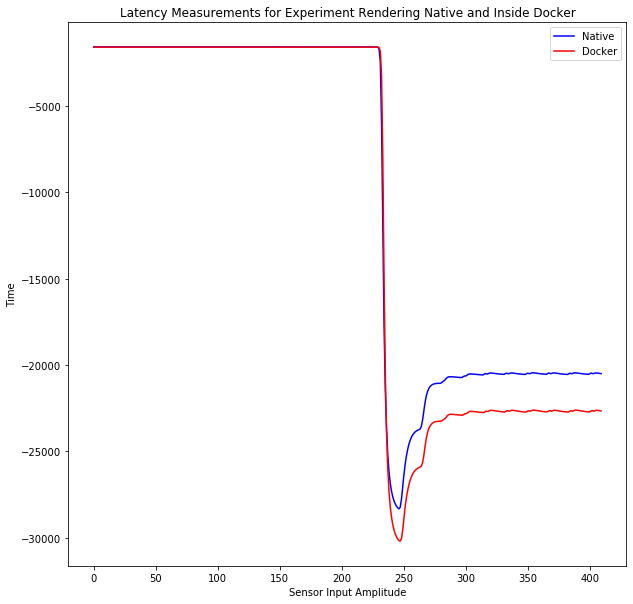 Latency Measurements for Experiment Rendering Native and Inside Docker
Native
Docker
−5000
−10000
−15000
−20000
−25000
−30000
Time
0 50 100 150 200 250 300 350 400
Sensor Input Amplitude